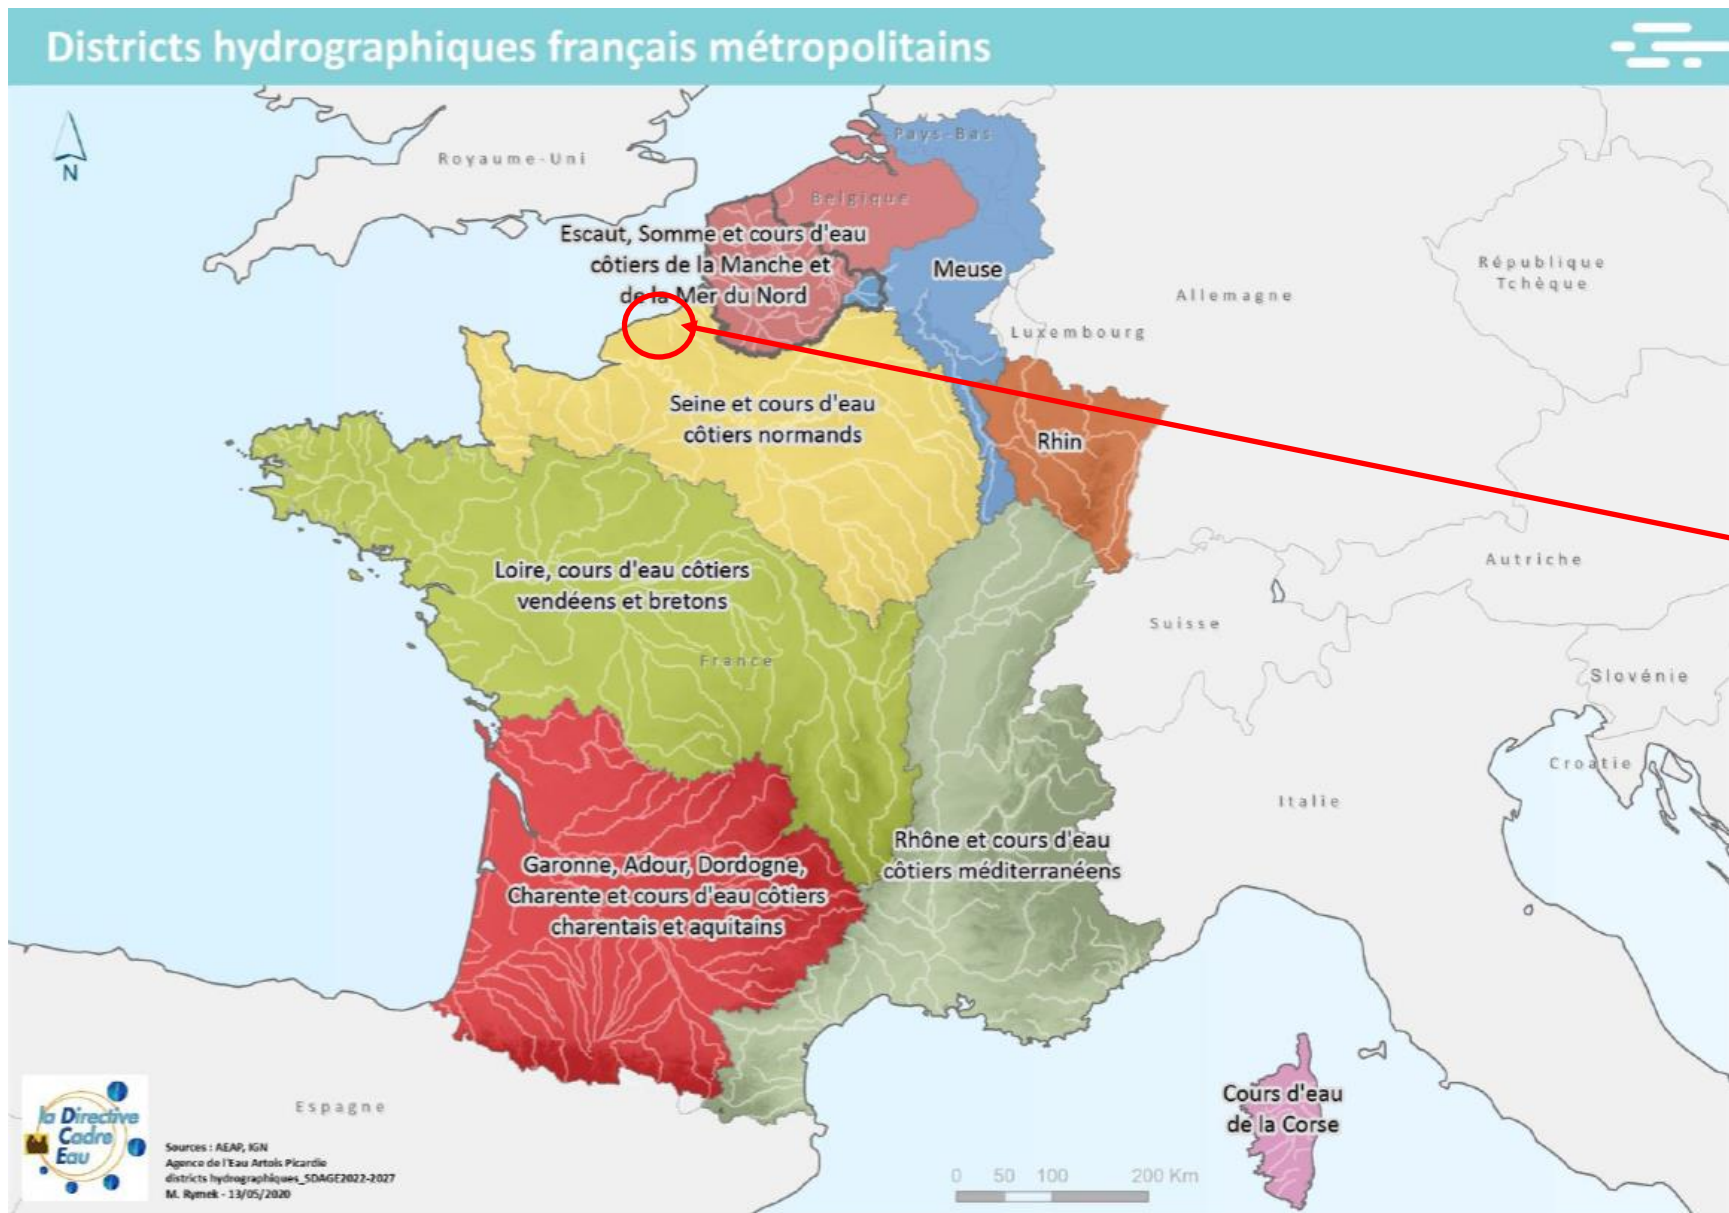 Districts hydrographiques français métropolitains
N
Royaume-Uni
Pays-Bas
Belgique
Escaut, Somme et cours d'eau
côtiers de la Manche et
de la Mer du Nord
Meuse
Allemagne
République
Tchèque
Luxembourg
Seine et cours d'eau
côtiers normands
Rhin
Loire, cours d'eau côtiers
vendéens et bretons
Autriche
Suisse
France
Slovénie
Croatie
Italie
Rhône et cours d'eau
côtiers méditerranéens
Garonne, Adour, Dordogne,
Charente et cours d'eau côtiers
charentais et aquitains
Espagne
Cours d'eau
de la Corse
la Directive
Cadre
Eau
Sources : AEAP, IGN
Agence de l'Eau Artois Picardie
districts hydrographiques_SDAGE2022-2027
M. Rymek - 13/05/2020
0 50 100 200 Km